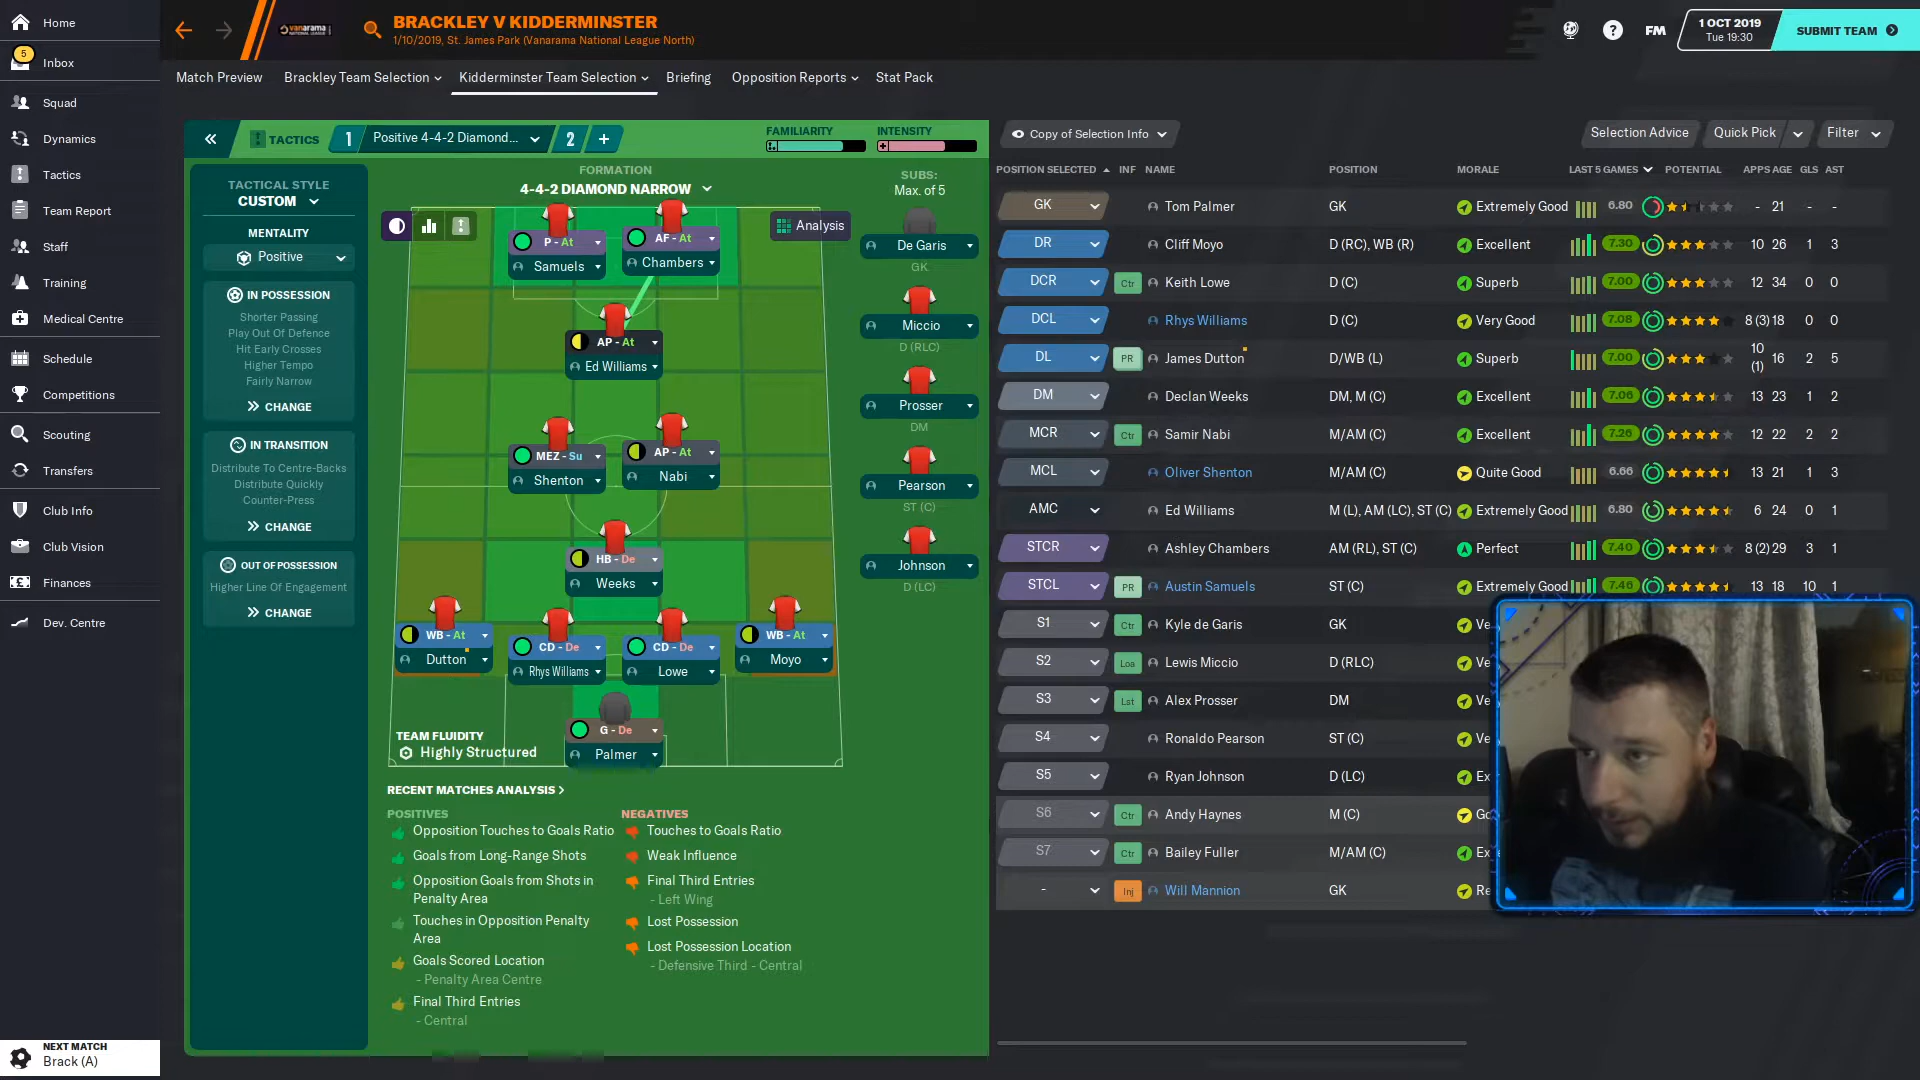 Home
5
Inbox
Squad
Dynamics
Tactics
Team Report
Staff
Training
Medical Centre
Schedule
Competitions
Scouting
Transfers
Club Info
Club Vision
Finances
Dev. Centre
NEXT MATCH
Brack (A)
BRACKLEY V KIDDERMINSTER
1/10/2019, St. James Park (Vanarama National League North)
FM
1 OCT 2019
Tue 19:30
SUBMIT TEAM
Match Preview
Brackley Team Selection
Kidderminster Team Selection
Briefing
Opposition Reports
Stat Pack
TACTICS
1
Positive 4-4-2 Diamond...
2
+
FAMILIARITY
INTENSITY
TACTICAL STYLE
CUSTOM
MENTALITY
Positive
IN POSSESSION
Shorter Passing
Play Out Of Defence
Hit Early Crosses
Higher Tempo
Fairly Narrow
CHANGE
IN TRANSITION
Distribute To Centre-Backs
Distribute Quickly
Counter-Press
CHANGE
OUT OF POSSESSION
Higher Line Of Engagement
CHANGE
FORMATION
4-4-2 DIAMOND NARROW
Analysis
P - At
Samuels
AF - At
Chambers
AP - At
Ed Williams
MEZ - Su
Shenton
AP - At
Nabi
HB - De
Weeks
WB - At
Dutton
CD - De
Rhys Williams
CD - De
Lowe
WB - At
Moyo
G - De
Palmer
TEAM FLUIDITY
Highly Structured
SUBS:
Max. of 5
De Garis
GK
Miccio
D (RLC)
Prosser
DM
Pearson
ST (C)
Johnson
D (LC)
RECENT MATCHES ANALYSIS >
POSITIVES
Opposition Touches to Goals Ratio
Goals from Long-Range Shots
Opposition Goals from Shots in
Penalty Area
Touches in Opposition Penalty
Area
Goals Scored Location
- Penalty Area Centre
Final Third Entries
- Central
NEGATIVES
Touches to Goals Ratio
Weak Influence
Final Third Entries
- Left Wing
Lost Possession
Lost Possession Location
- Defensive Third - Central
Copy of Selection Info
Selection Advice
Quick Pick
Filter
POSITION SELECTED INF NAME POSITION MORALE LAST 5 GAMES POTENTIAL APPS AGE GLS AST
GK Tom Palmer GK Extremely Good 6.80 - 21 - -
DR Cliff Moyo D (RC), WB (R) Excellent 7.30 10 26 1 3
DCR Ctr Keith Lowe D (C) Superb 7.00 12 34 0 0
DCL Rhys Williams D (C) Very Good 7.08 8 (3) 18 0 0
DL PR James Dutton D/WB (L) Superb 7.00 10 (1) 16 2 5
DM Declan Weeks DM, M (C) Excellent 7.06 13 23 1 2
MCR Ctr Samir Nabi M/AM (C) Excellent 7.26 12 22 2 2
MCL Oliver Shenton M/AM (C) Quite Good 6.66 13 21 1 3
AMC Ed Williams M (L), AM (LC), ST (C) Extremely Good 6.80 6 24 0 1
STCR Ashley Chambers AM (RL), ST (C) Perfect 7.40 8 (2) 29 3 1
STCL PR Austin Samuels ST (C) Extremely Good 7.46 13 18 10 1
S1 Ctr Kyle de Garis GK Ve
S2 Loa Lewis Miccio D (RLC) Ve
S3 Lst Alex Prosser DM Ve
S4 Ronaldo Pearson ST (C) Ve
S5 Ryan Johnson D (LC) Ex
S6 Ctr Andy Haynes M (C) Go
S7 Ctr Bailey Fuller M/AM (C) Ex
- Inj Will Mannion GK Re